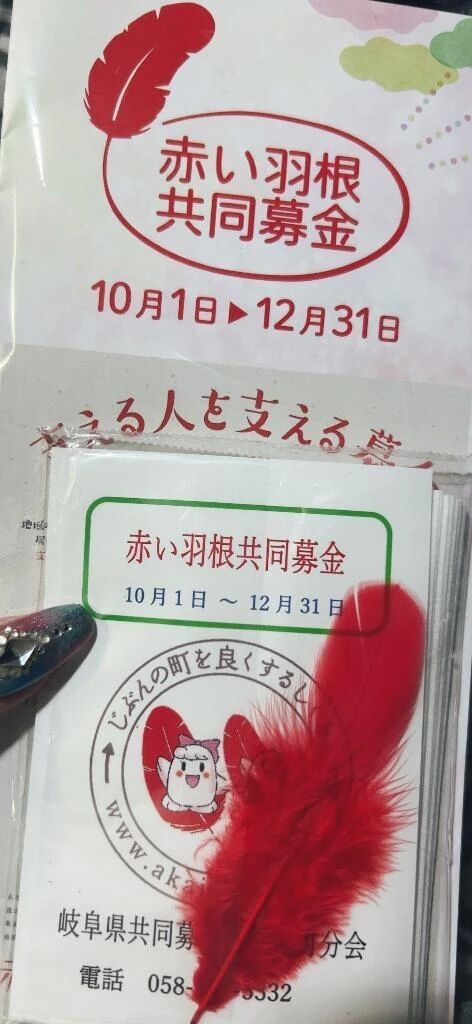 赤い羽根
共同募金
10月1日▶12月31日
える人を支える募
赤い羽根共同募金
10月1日 ～ 12月31日
じぶんの町を良くするし
www.aka
岐阜県共同募
分会
電話 058-
332